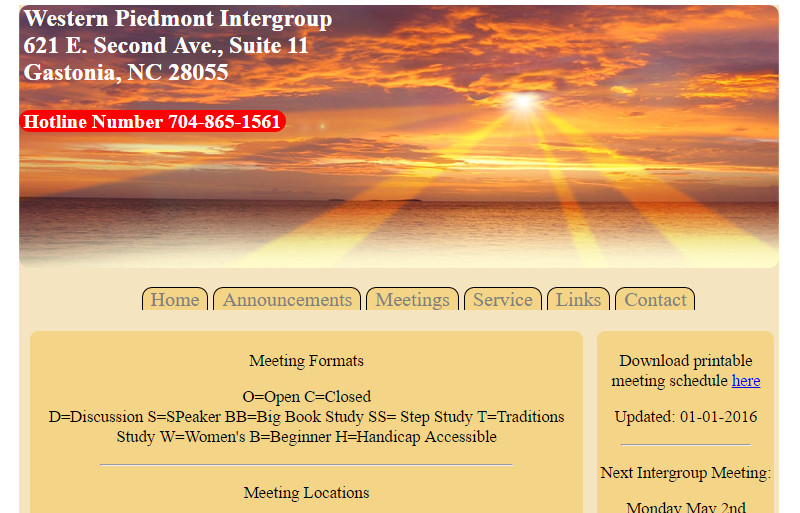 Western Piedmont Intergroup
621 E. Second Ave., Suite 11
Gastonia, NC 28055
Hotline Number 704-865-1561
Home Announcements Meetings Service Links Contact
Meeting Formats
O=Open C=Closed
D=Discussion S=SPeaker BB=Big Book Study SS= Step Study T=Traditions
Study W=Women's B=Beginner H=Handicap Accessible
Meeting Locations
Download printable
meeting schedule here
Updated: 01-01-2016
Next Intergroup Meeting:
Monday May 2nd